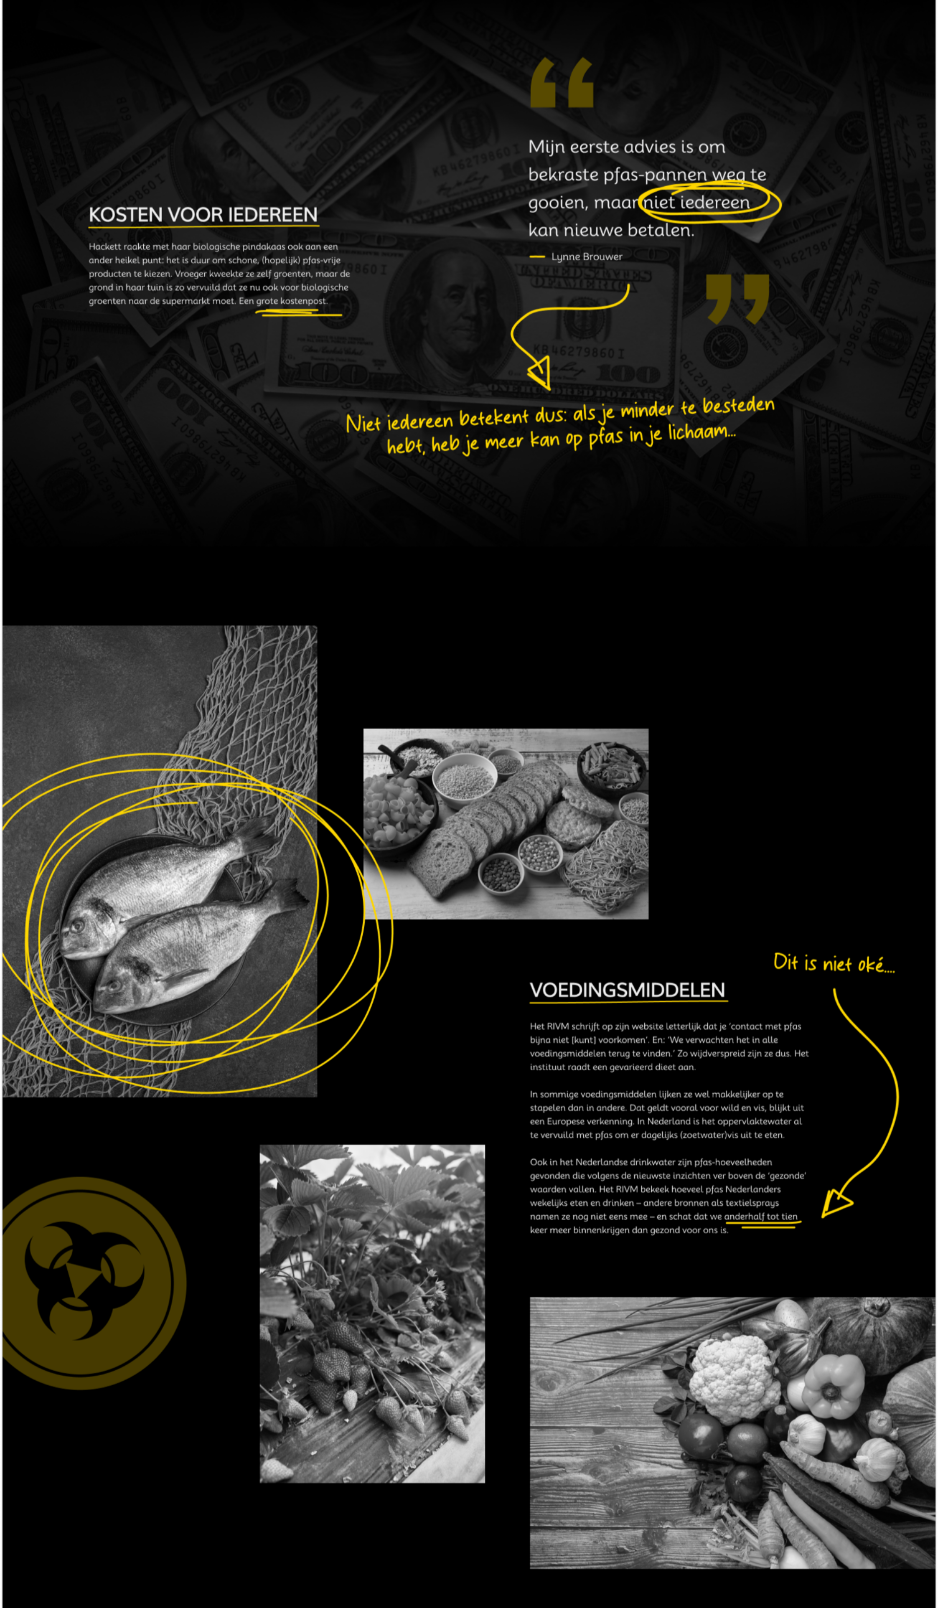 KOSTEN VOOR IEDEREEN
Hackett raakte met haar biologische pindakaas ook aan een
ander heikel punt: het is duur om schone, (hopelijk) pfas-vrije
producten te kiezen. Vroeger kweekte ze zelf groenten, maar de
grond in haar tuin is zo vervuild dat ze nu ook voor biologische
groenten naar de supermarkt moet. Een grote kostenpost.
“
Mijn eerste advies is om
bekraste pfas-pannen weg te
gooien, maar niet iedereen
kan nieuwe betalen.
— Lynne Brouwer
”
Niet iedereen betekent dus: als je minder te besteden
hebt, heb je meer kan op pfas in je lichaam...
KB46279860 I
100
Dit is niet oké....
VOEDINGSMIDDELEN
Het RIVM schrijft op zijn website letterlijk dat je ‘contact met pfas
bijna niet [kunt] voorkomen’. En: ‘We verwachten het in alle
voedingsmiddelen terug te vinden.’ Zo wijdverspreid zijn ze dus. Het
instituut raadt een gevarieerd dieet aan.
In sommige voedingsmiddelen lijken ze wel makkelijker op te
stapelen dan in andere. Dat geldt vooral voor wild en vis, blijkt uit
een Europese verkenning. In Nederland is het oppervlaktewater al
te vervuild met pfas om er dagelijks (zoetwater)vis uit te eten.
Ook in het Nederlandse drinkwater zijn pfas-hoeveelheden
gevonden die volgens de nieuwste inzichten ver boven de ‘gezonde’
waarden vallen. Het RIVM bekeek hoeveel pfas Nederlanders
wekelijks eten en drinken – andere bronnen als textielsprays
namen ze nog niet eens mee – en schat dat we anderhalf tot tien
keer meer binnenkrijgen dan gezond voor ons is.